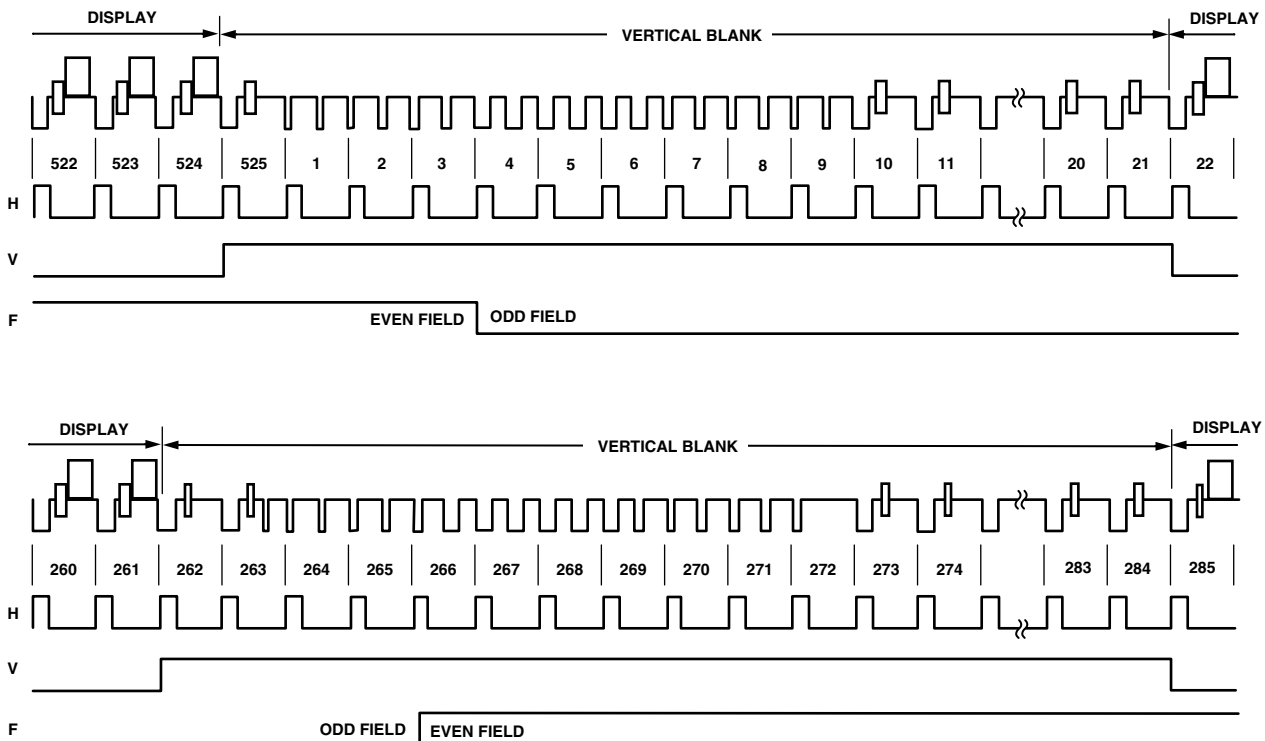 DISPLAY VERTICAL BLANK DISPLAY
522 523 524 525 1 2 3 4 5 6 7 8 9 10 11 20 21 22
H
V
F EVEN FIELD ODD FIELD
DISPLAY VERTICAL BLANK DISPLAY
260 261 262 263 264 265 266 267 268 269 270 271 272 273 274 283 284 285
H
V
F ODD FIELD EVEN FIELD